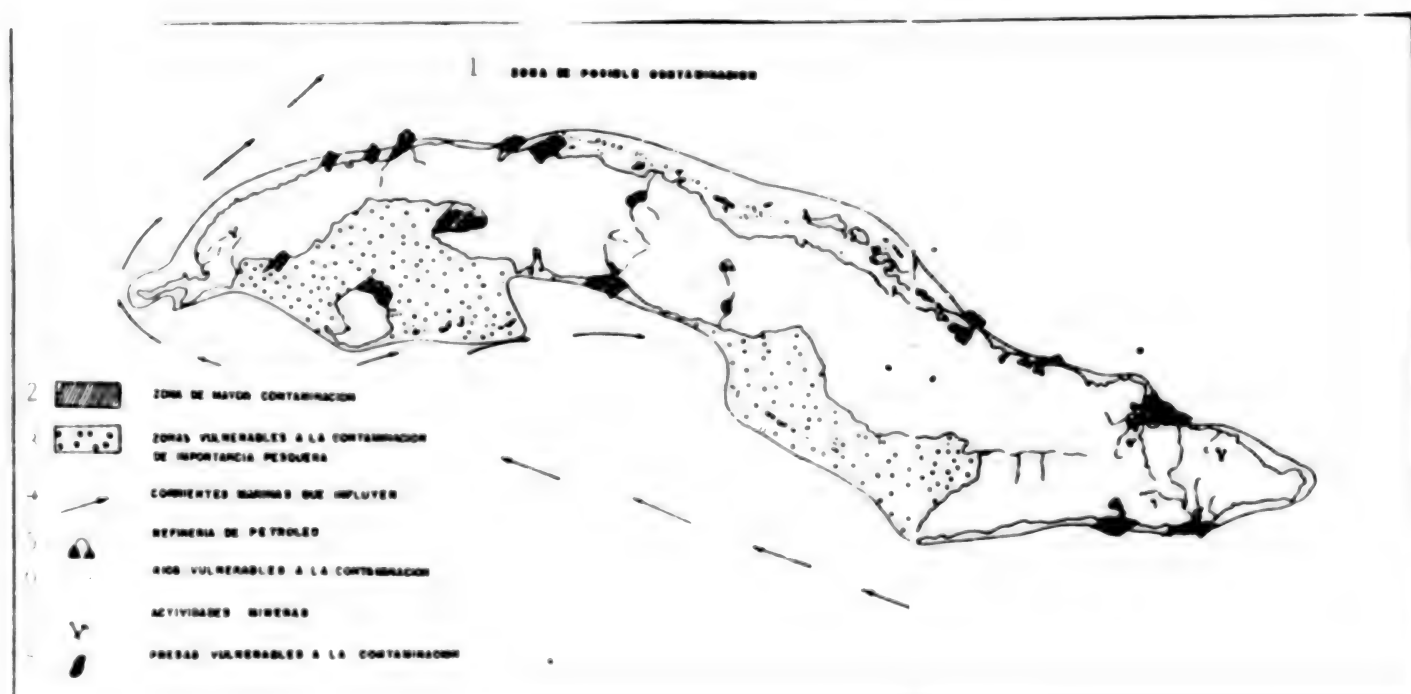 1 ZONA DE POSIBLE CONTAMINACION
2 ZONA DE MAYOR CONTAMINACION
ZONAS VULNERABLES A LA CONTAMINACION
DE IMPORTANCIA PESQUERA
CORRIENTES MARINAS QUE INFLUYEN
REFINERIA DE PETROLEO
RIOS VULNERABLES A LA CONTAMINACION
ACTIVIDADES MINERAS
PRESAS VULNERABLES A LA CONTAMINACION